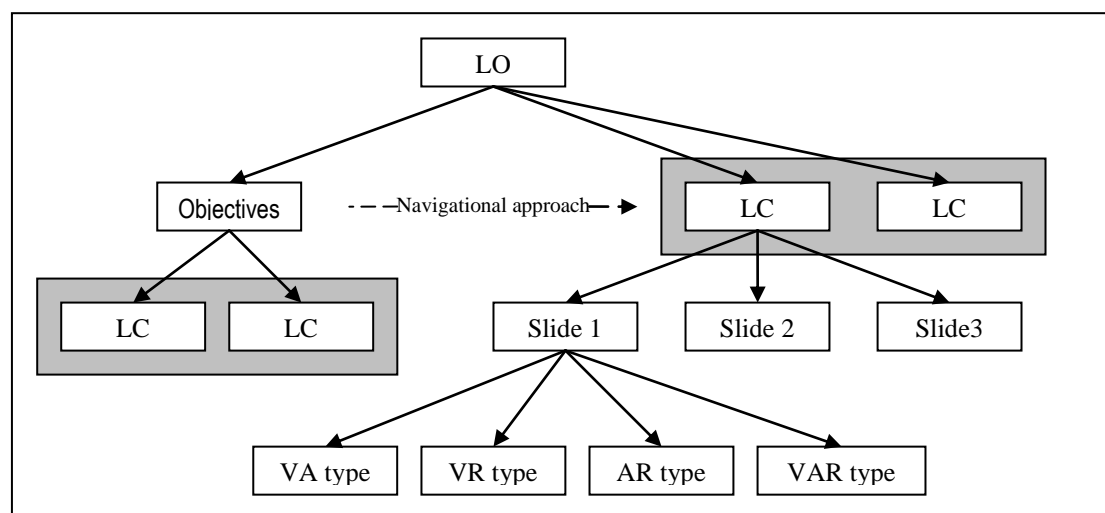 LO
Objectives
Navigational approach
LC
LC
LC
LC
Slide 1
Slide 2
Slide3
VA type
VR type
AR type
VAR type